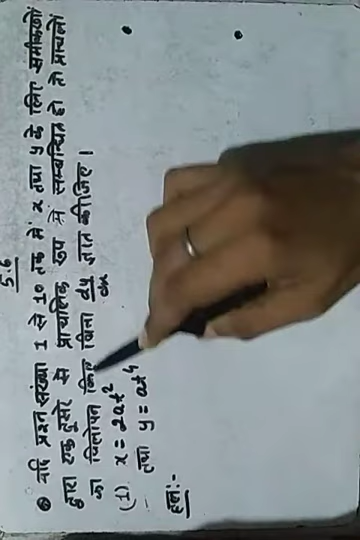 5.6
यदि प्रश्न संख्या 1 से 10 तक में x तथा y के लिए समीकरणों
द्वारा एक दूसरे से प्राचालिक रूप में सम्बन्धित हो तो प्राचलों
का विलोपन किए बिना dy/dx ज्ञात कीजिए।
(1) x = 2at²
तथा y = at⁴
हल:-